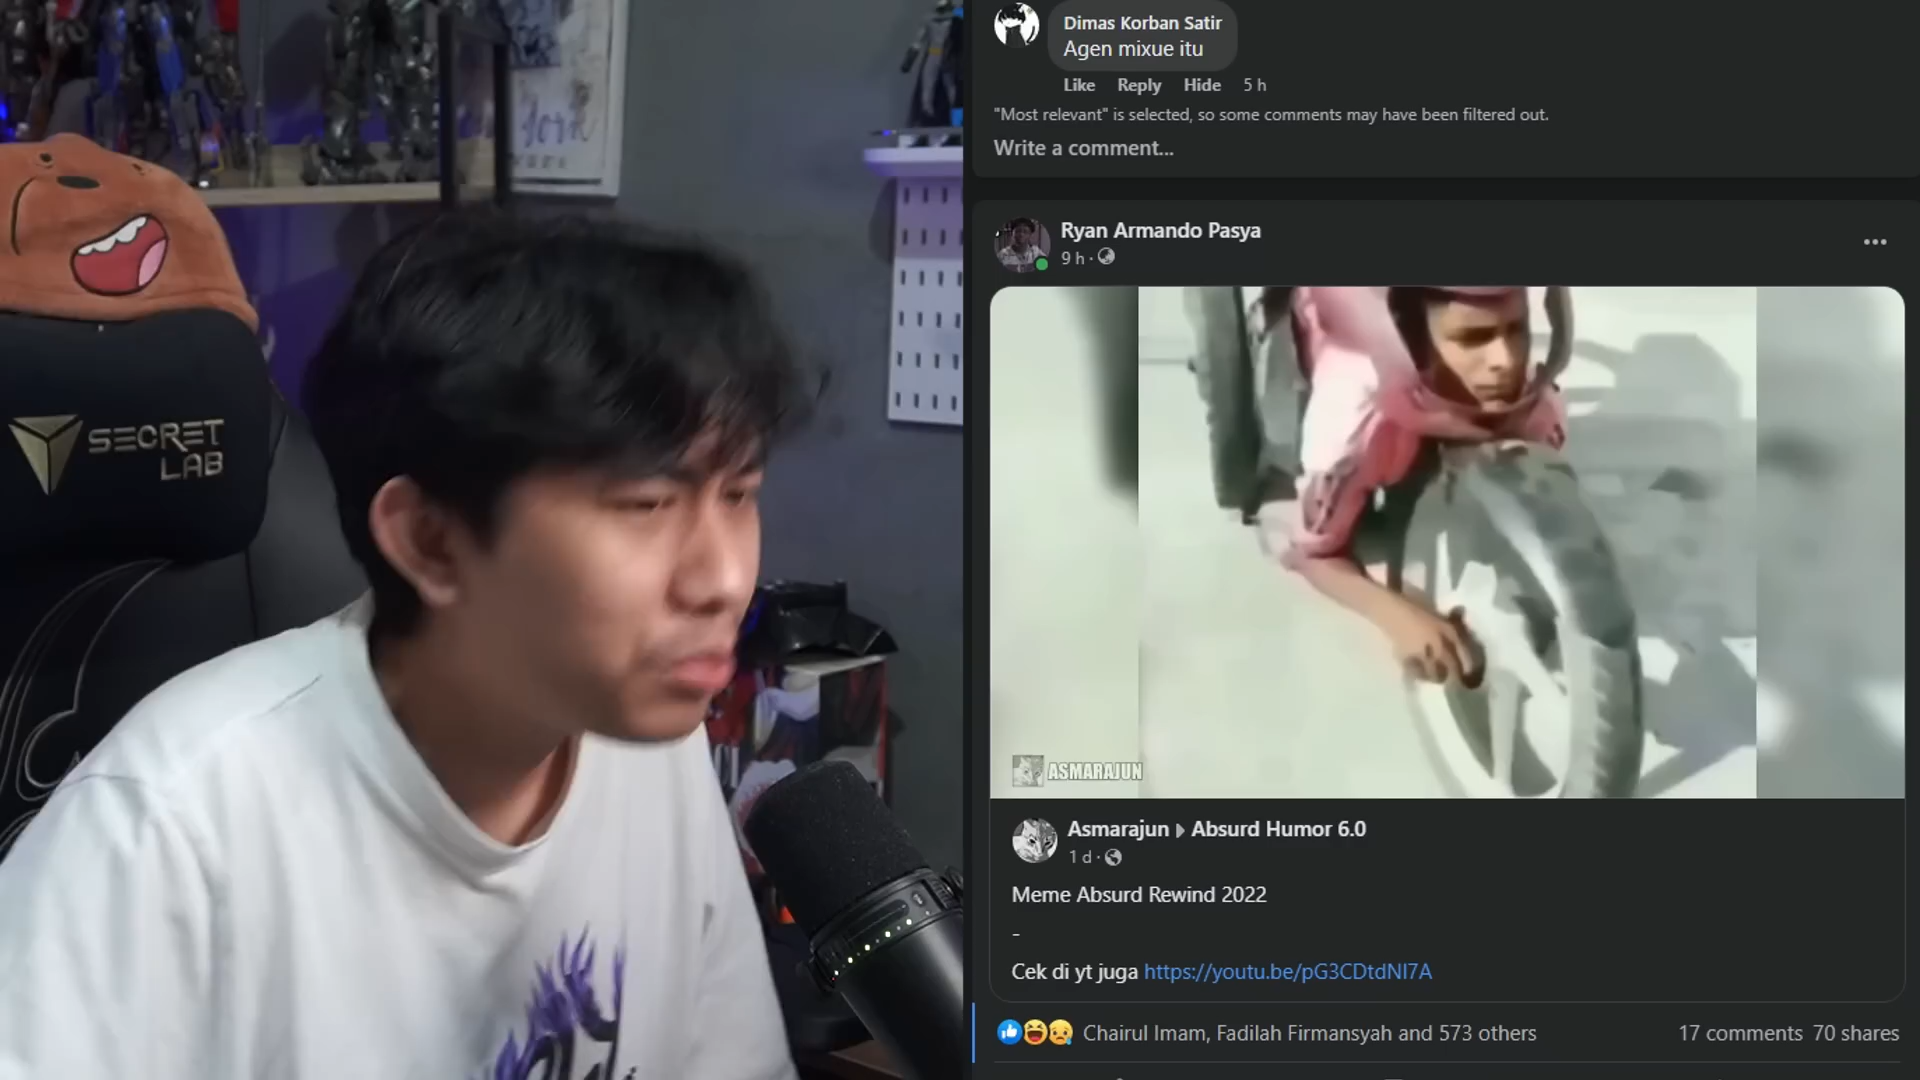 Dimas Korban Satir
Agen mixue itu
Like Reply Hide 5 h
"Most relevant" is selected, so some comments may have been filtered out.
Write a comment...
Ryan Armando Pasya
9 h ·
ASMARAJUN
Asmarajun Absurd Humor 6.0
1 d ·
Meme Absurd Rewind 2022
-
Cek di yt juga https://youtu.be/pG3CDtdNI7A
Chairul Imam, Fadilah Firmansyah and 573 others 17 comments 70 shares
SECRET
LAB
York